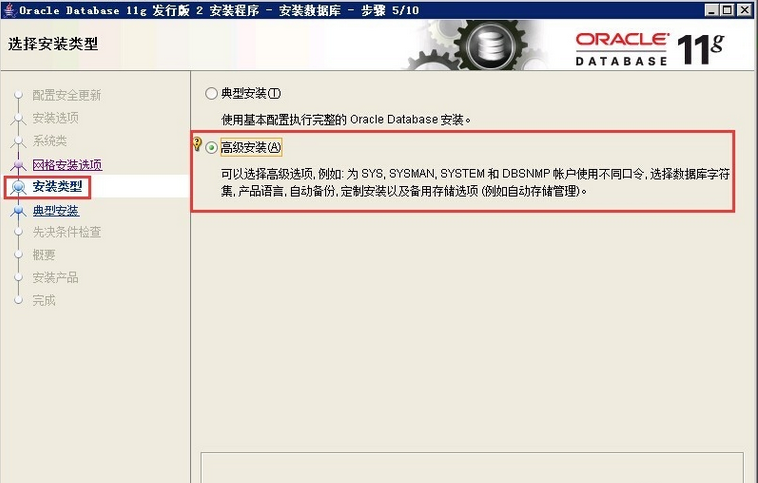 Oracle Database 11g 发行版 2 安装程序 - 安装数据库 - 步骤 5/10
选择安装类型
ORACLE
DATABASE
11g
配置安全更新
安装选项
系统类
网格安装选项
安装类型
典型安装
先决条件检查
概要
安装产品
完成
典型安装(T)
使用基本配置执行完整的 Oracle Database 安装。
高级安装(A)
可以选择高级选项, 例如: 为 SYS, SYSMAN, SYSTEM 和 DBSNMP 帐户使用不同口令, 选择数据库字符
集, 产品语言, 自动备份, 定制安装以及备用存储选项 (例如自动存储管理)。